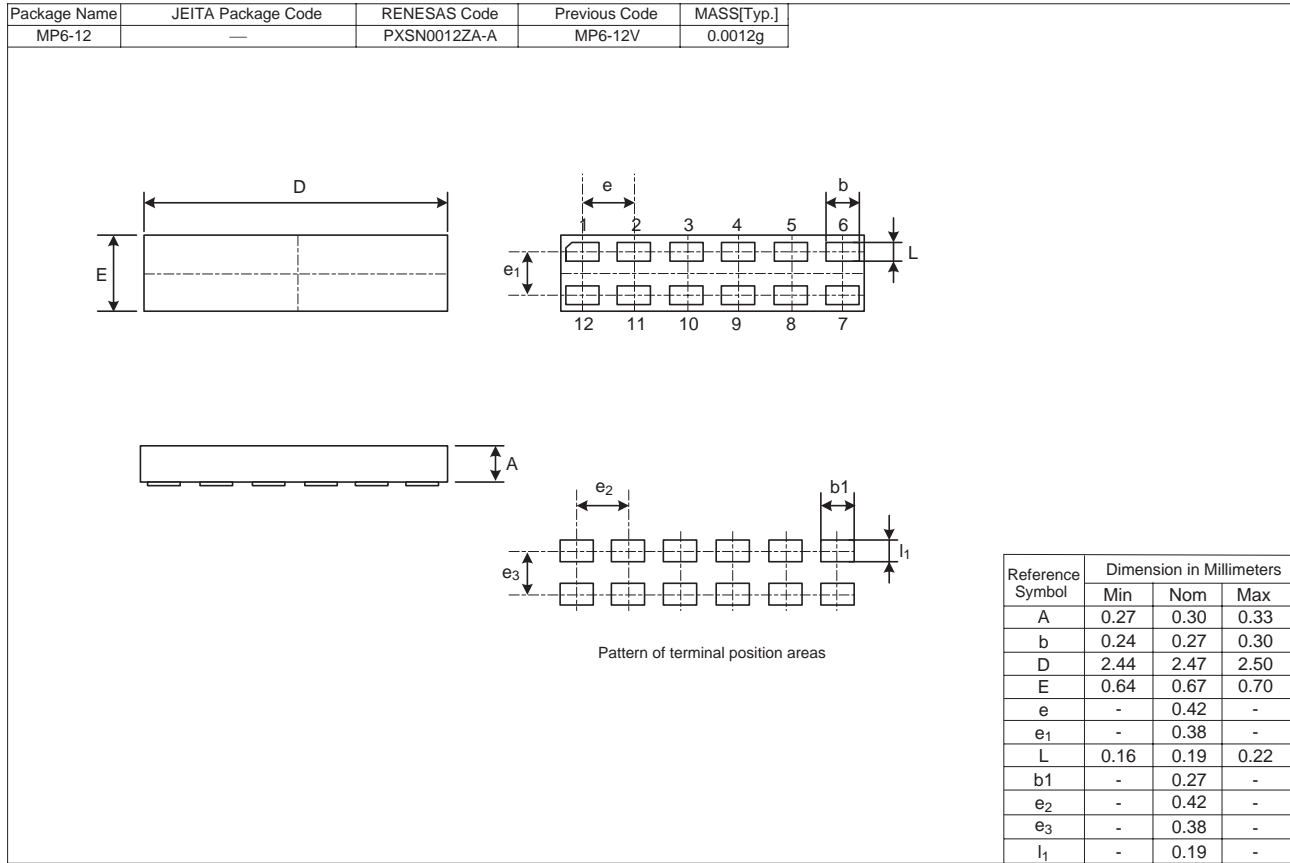 Package Name JEITA Package Code RENESAS Code Previous Code MASS[Typ.]
MP6-12 — PXSN0012ZA-A MP6-12V 0.0012g
D
E
e
b
1 2 3 4 5 6
L
e1
12 11 10 9 8 7
A
e2
b1
l1
e3
Pattern of terminal position areas
Reference Symbol Dimension in Millimeters
Min Nom Max
A 0.27 0.30 0.33
b 0.24 0.27 0.30
D 2.44 2.47 2.50
E 0.64 0.67 0.70
e - 0.42 -
e1 - 0.38 -
L 0.16 0.19 0.22
b1 - 0.27 -
e2 - 0.42 -
e3 - 0.38 -
l1 - 0.19 -